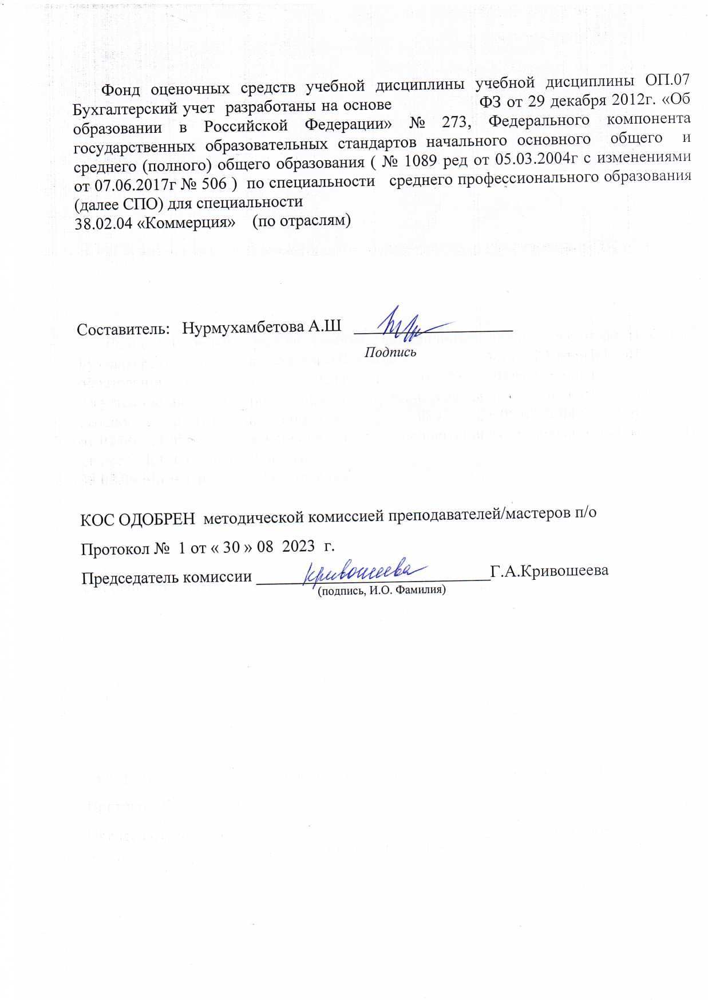 Фонд оценочных средств учебной дисциплины учебной дисциплины ОП.07
Бухгалтерский учет разработаны на основе ФЗ от 29 декабря 2012г. «Об
образовании в Российской Федерации» № 273, Федерального компонента
государственных образовательных стандартов начального основного общего и
среднего (полного) общего образования ( № 1089 ред от 05.03.2004г с изменениями
от 07.06.2017г № 506 ) по специальности среднего профессионального образования
(далее СПО) для специальности
38.02.04 «Коммерция» (по отраслям)
Составитель: Нурмухамбетова А.Ш
Подпись
КОС ОДОБРЕН методической комиссией преподавателей/мастеров п/о
Протокол № 1 от « 30 » 08 2023 г.
Председатель комиссии Кривошеева Г.А.Кривошеева
(подпись, И.О. Фамилия)